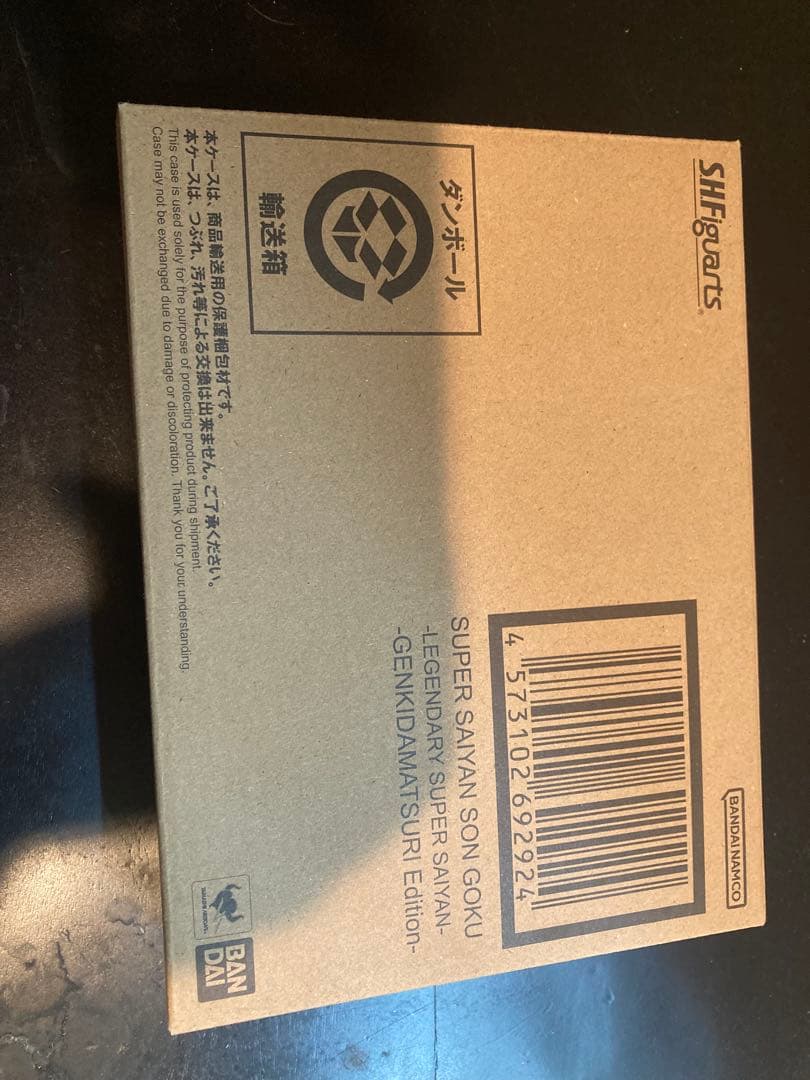 S.H.Figuarts®
ダンボール
輸送箱
本ケースは、商品輸送用の保護梱包材です。
本ケースは、つぶれ、汚れ等による交換は出来ません。ご了承ください。
This case is used solely for the purpose of protecting product during shipment.
Case may not be exchanged due to damage or discoloration. Thank you for your understanding.
4 573102 692924
SUPER SAIYAN SON GOKU
-LEGENDARY SUPER SAIYAN-
-GENKIDAMATSURI Edition-
BANDAI NAMCO
TAMASHII NATIONS
BAN
DAI